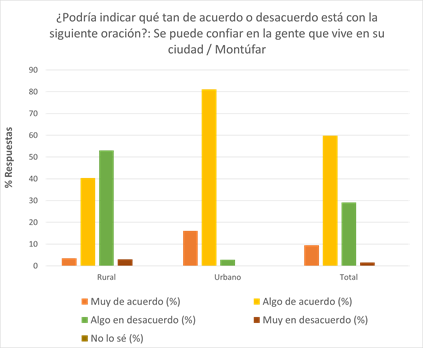 ¿Podría indicar qué tan de acuerdo o desacuerdo está con la
siguiente oración?: Se puede confiar en la gente que vive en su
ciudad / Montúfar
90
80
70
60
50
40
30
20
10
0
% Respuestas
Rural
Urbano
Total
Muy de acuerdo (%)
Algo de acuerdo (%)
Algo en desacuerdo (%)
Muy en desacuerdo (%)
No lo sé (%)